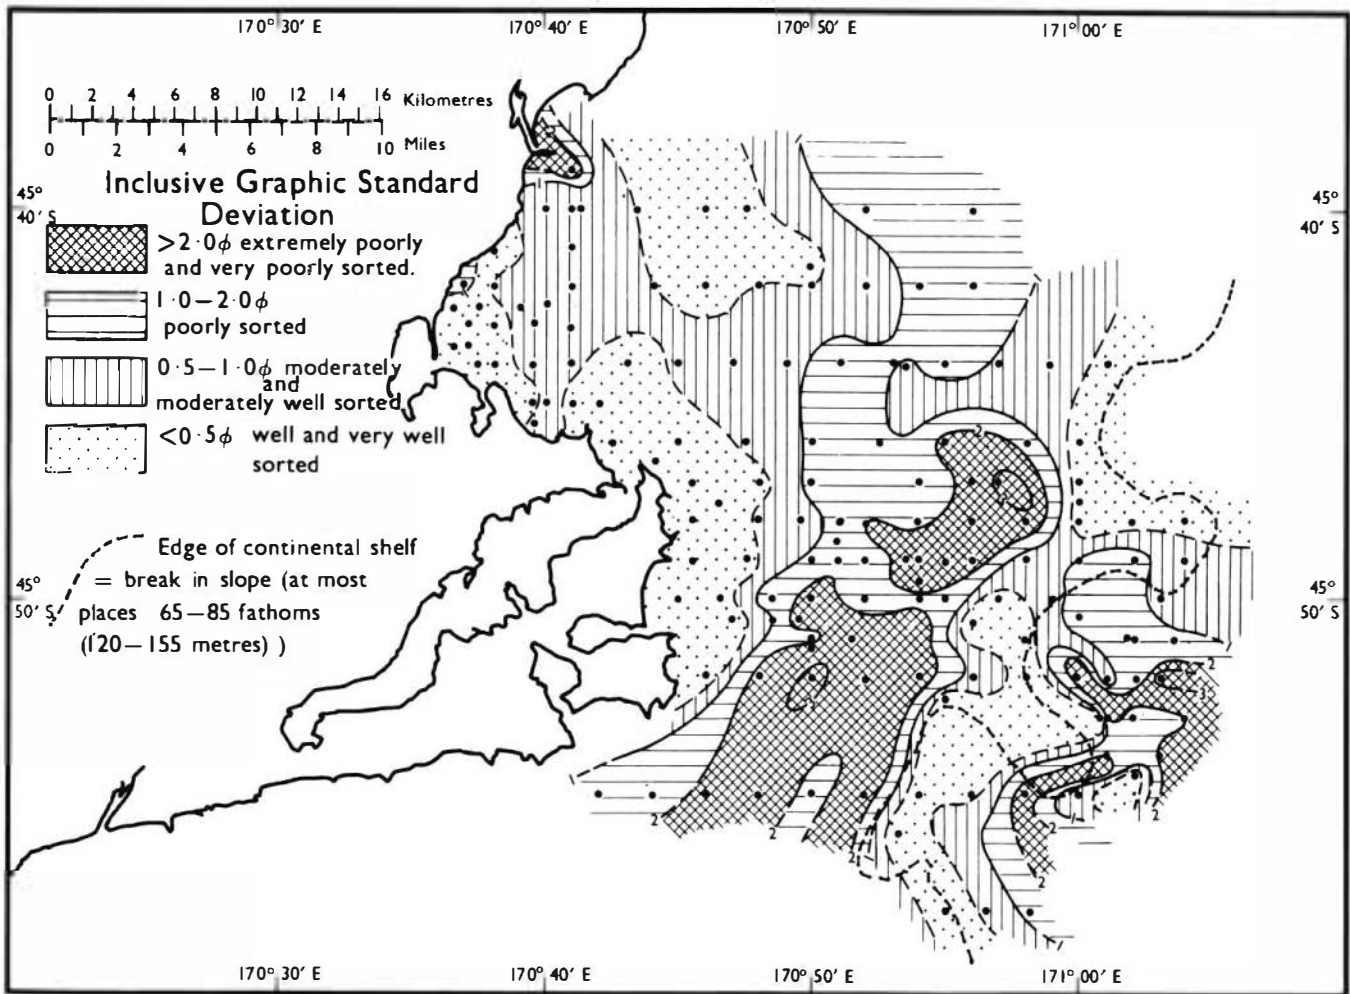 170° 30' E 170° 40' E 170° 50' E 171° 00' E
0 2 4 6 8 10 12 14 16 Kilometres
0 2 4 6 8 10 Miles
Inclusive Graphic Standard
Deviation
45°
40' S
45°
40' S
>2·0ϕ extremely poorly
and very poorly sorted.
1·0—2·0ϕ
poorly sorted
0·5—1·0ϕ moderately
and
moderately well sorted
<0·5ϕ well and very well
sorted
Edge of continental shelf
= break in slope (at most
places 65—85 fathoms
(120—155 metres) )
45°
50' S
45°
50' S
2
2
3
2
2
2
2
2
2
170° 30' E 170° 40' E 170° 50' E 171° 00' E